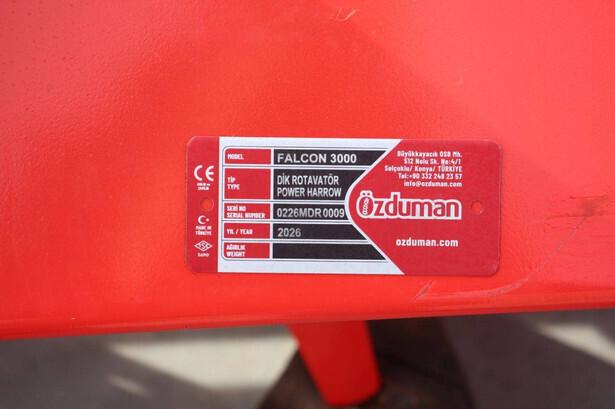 MODEL FALCON 3000
TİP
TYPE
DİK ROTAVATÖR
POWER HARROW
SERİ NO
SERIAL NUMBER
0226MDR 0009
YIL / YEAR 2026
AĞIRLIK
WEIGHT
CE
MADE IN
TÜRKİYE
Büyükkayacık OSB Mh.
512 Nolu Sk. No:4/1
Selçuklu/ Konya/ TÜRKİYE
Tel:+90 332 248 23 57
info@ozduman.com
özduman
ozduman.com